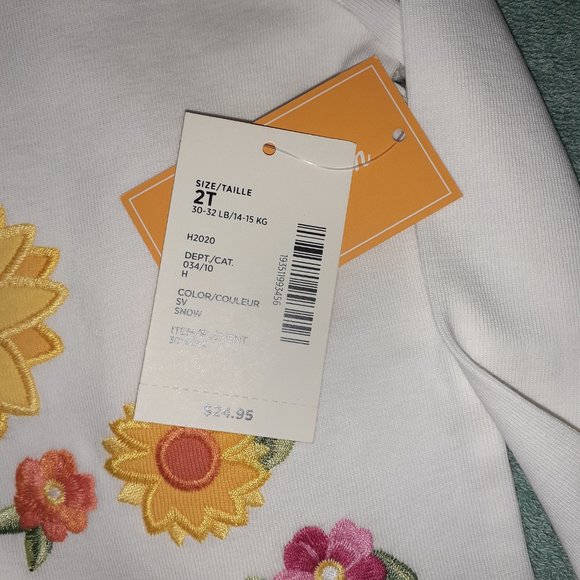 SIZE/TAILLE
2T
30-32 LB/14-15 KG
H2020
DEPT./CAT.
034/10
H
COLOR/COULEUR
SV
SNOW
$24.95
193511993456